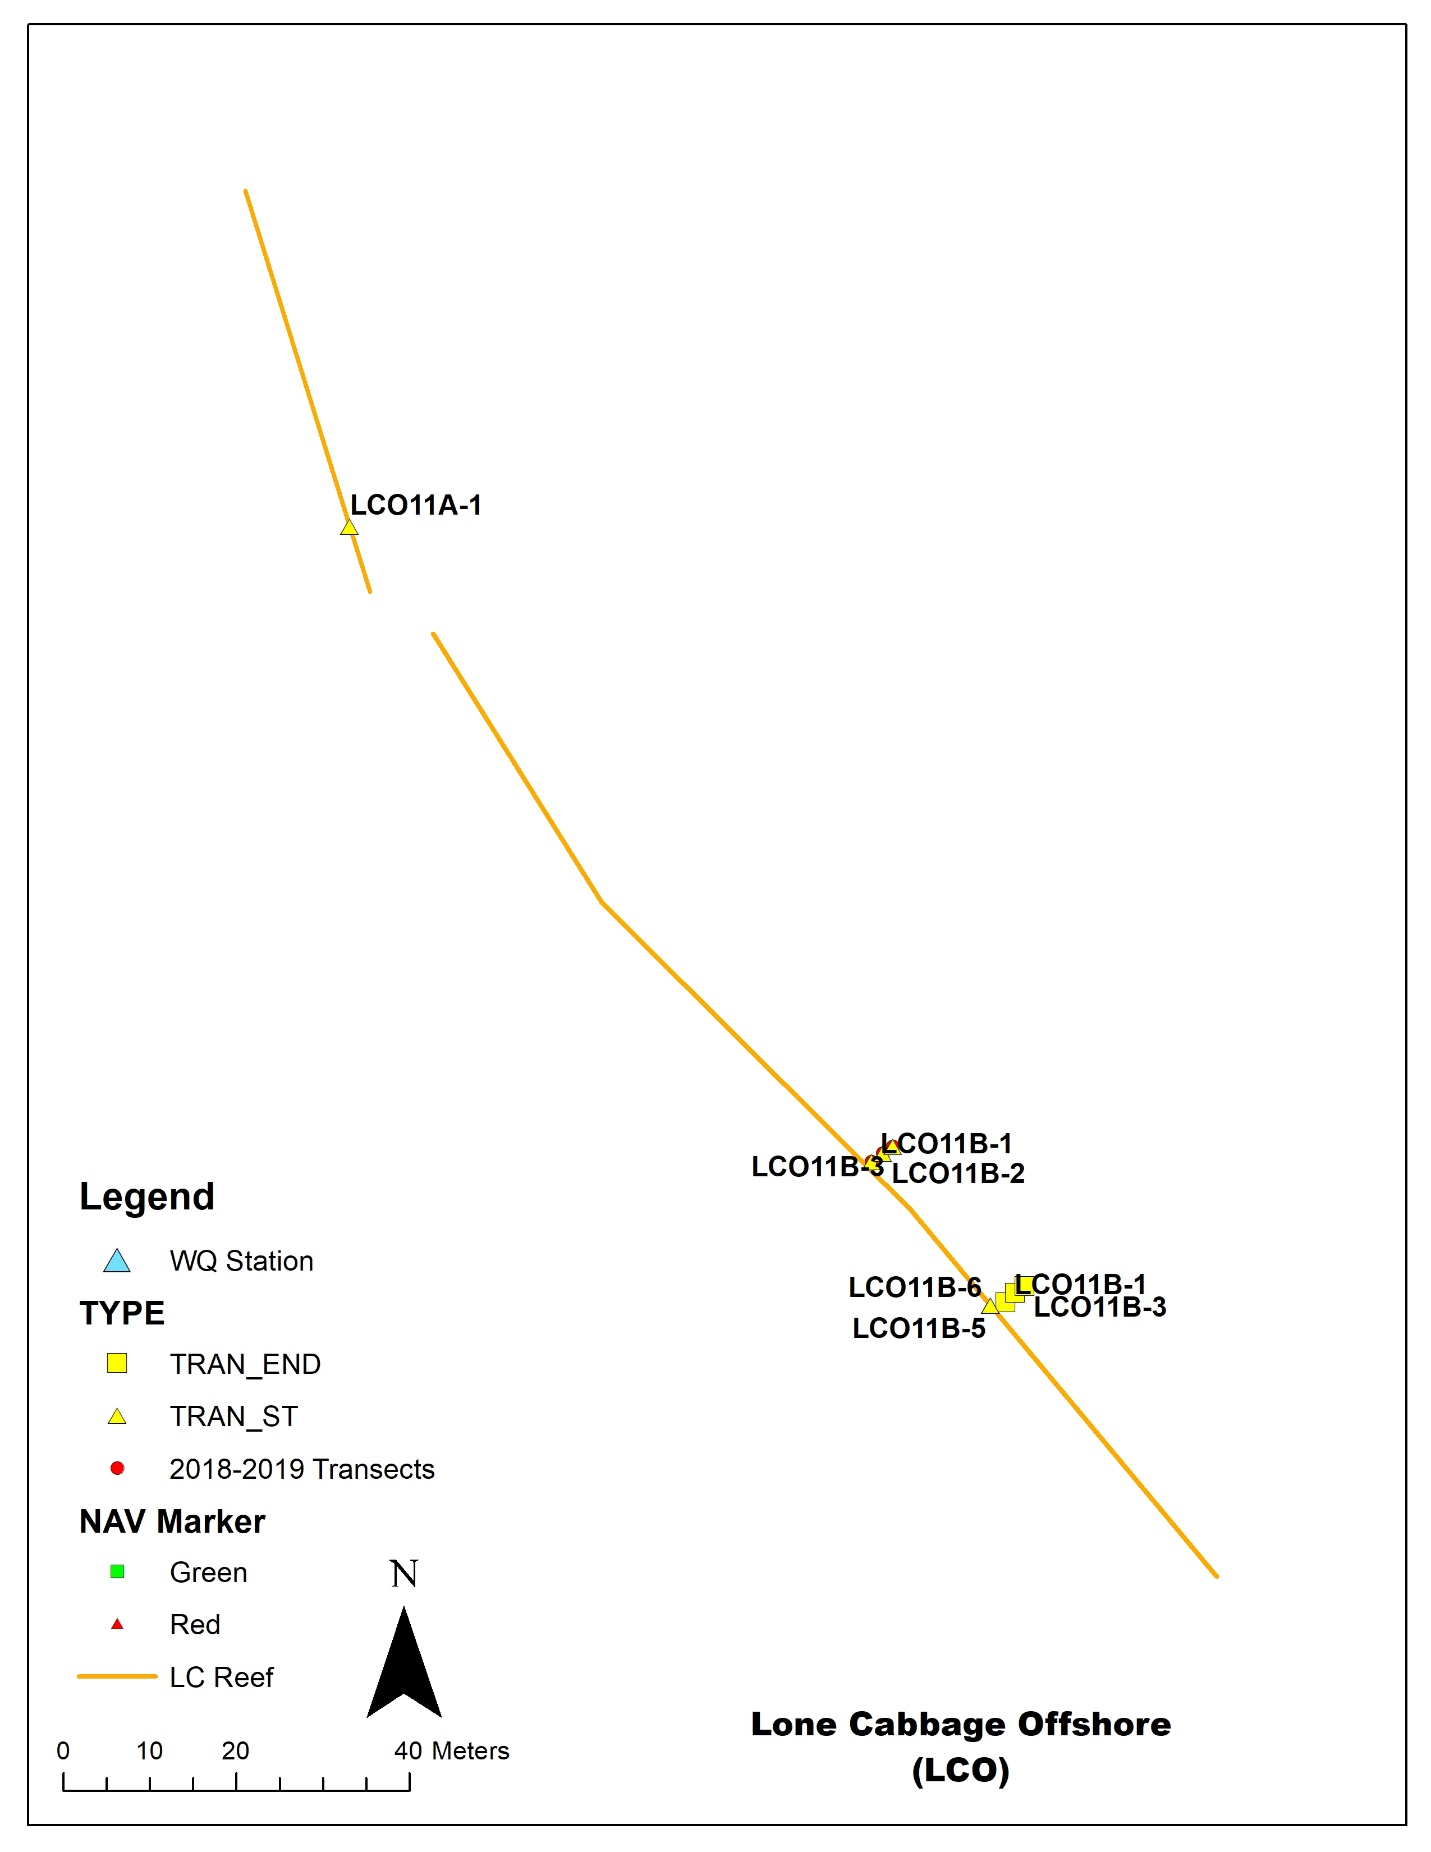 LCO11A-1
LCO11B-1
LCO11B-3
LCO11B-2
LCO11B-6
LCO11B-1
LCO11B-3
LCO11B-5
Legend
WQ Station
TYPE
TRAN_END
TRAN_ST
2018-2019 Transects
NAV Marker
Green
Red
LC Reef
N
0 10 20 40 Meters
Lone Cabbage Offshore
(LCO)